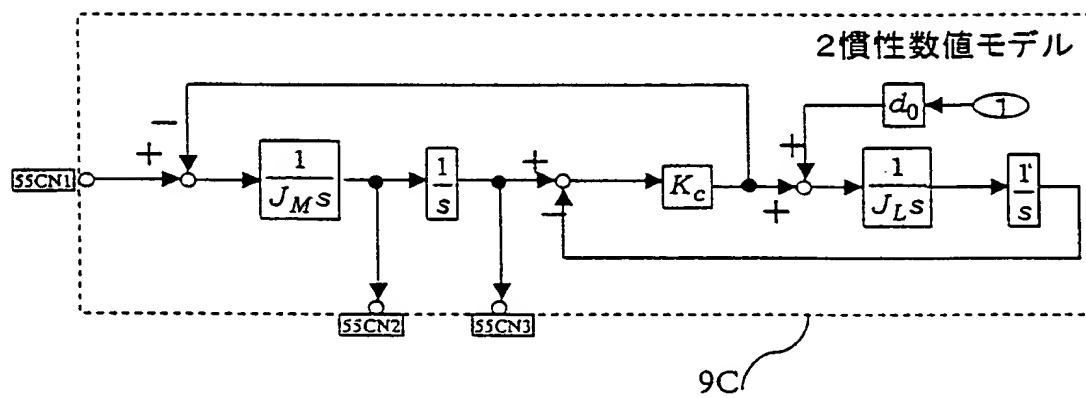 2慣性数値モデル
d₀
1
−
+
+
55CN1
1/(J_M s)
1/s
+
−
K_c
+
1/(J_L s)
1/s
55CN2
55CN3
9C